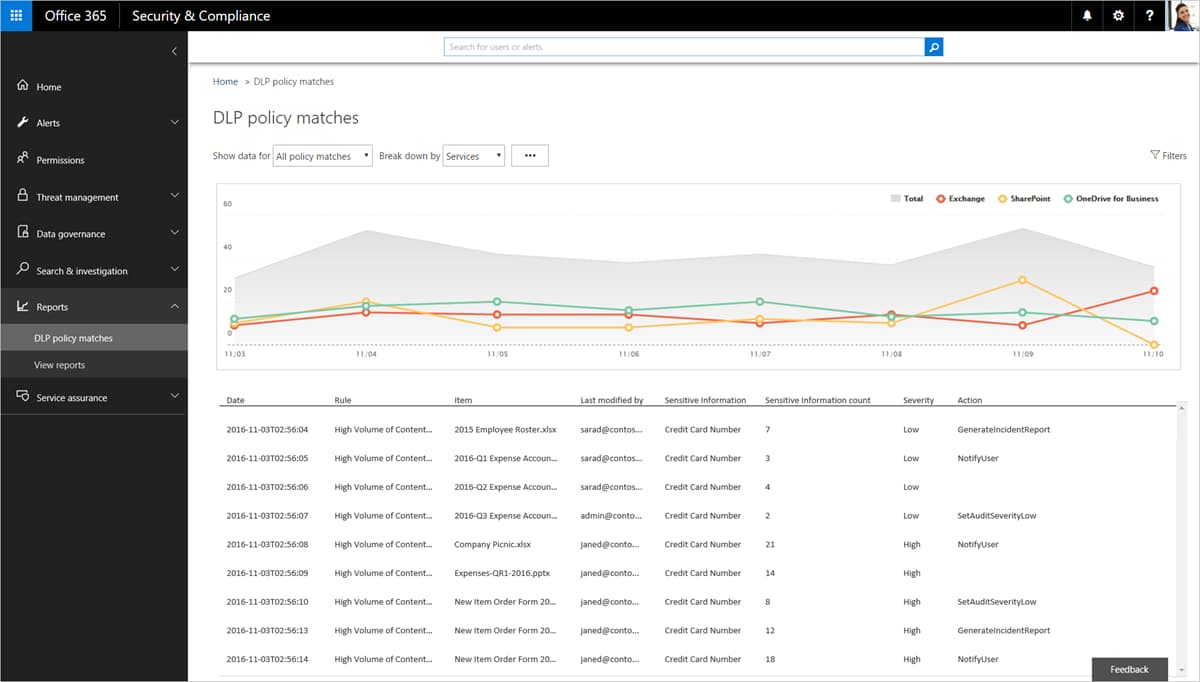 Office 365 Security & Compliance ?
Search for users or alerts
Home > DLP policy matches
DLP policy matches
Show data for All policy matches Break down by Services ... Filters
Home
Alerts
Permissions
Threat management
Data governance
Search & investigation
Reports
DLP policy matches
View reports
Service assurance
Total Exchange SharePoint OneDrive for Business
60
40
20
0
11/03 11/04 11/05 11/06 11/07 11/08 11/09 11/10
Date Rule Item Last modified by Sensitive Information Sensitive Information count Severity Action
2016-11-03T02:56:04 High Volume of Content... 2015 Employee Roster.xlsx sarad@contos... Credit Card Number 7 Low GenerateIncidentReport
2016-11-03T02:56:05 High Volume of Content... 2016-Q1 Expense Accoun... sarad@contos... Credit Card Number 3 Low NotifyUser
2016-11-03T02:56:06 High Volume of Content... 2016-Q2 Expense Accoun... sarad@contos... Credit Card Number 4 Low
2016-11-03T02:56:07 High Volume of Content... 2016-Q3 Expense Accoun... admin@conto... Credit Card Number 2 Low SetAuditSeverityLow
2016-11-03T02:56:08 High Volume of Content... Company Picnic.xlsx janed@conto... Credit Card Number 21 High NotifyUser
2016-11-03T02:56:09 High Volume of Content... Expenses-QR1-2016.pptx janed@conto... Credit Card Number 14 High
2016-11-03T02:56:10 High Volume of Content... New Item Order Form 20... janed@conto... Credit Card Number 8 High SetAuditSeverityLow
2016-11-03T02:56:13 High Volume of Content... New Item Order Form 20... janed@conto... Credit Card Number 12 High GenerateIncidentReport
2016-11-03T02:56:14 High Volume of Content... New Item Order Form 20... janed@conto... Credit Card Number 18 High NotifyUser
Feedback